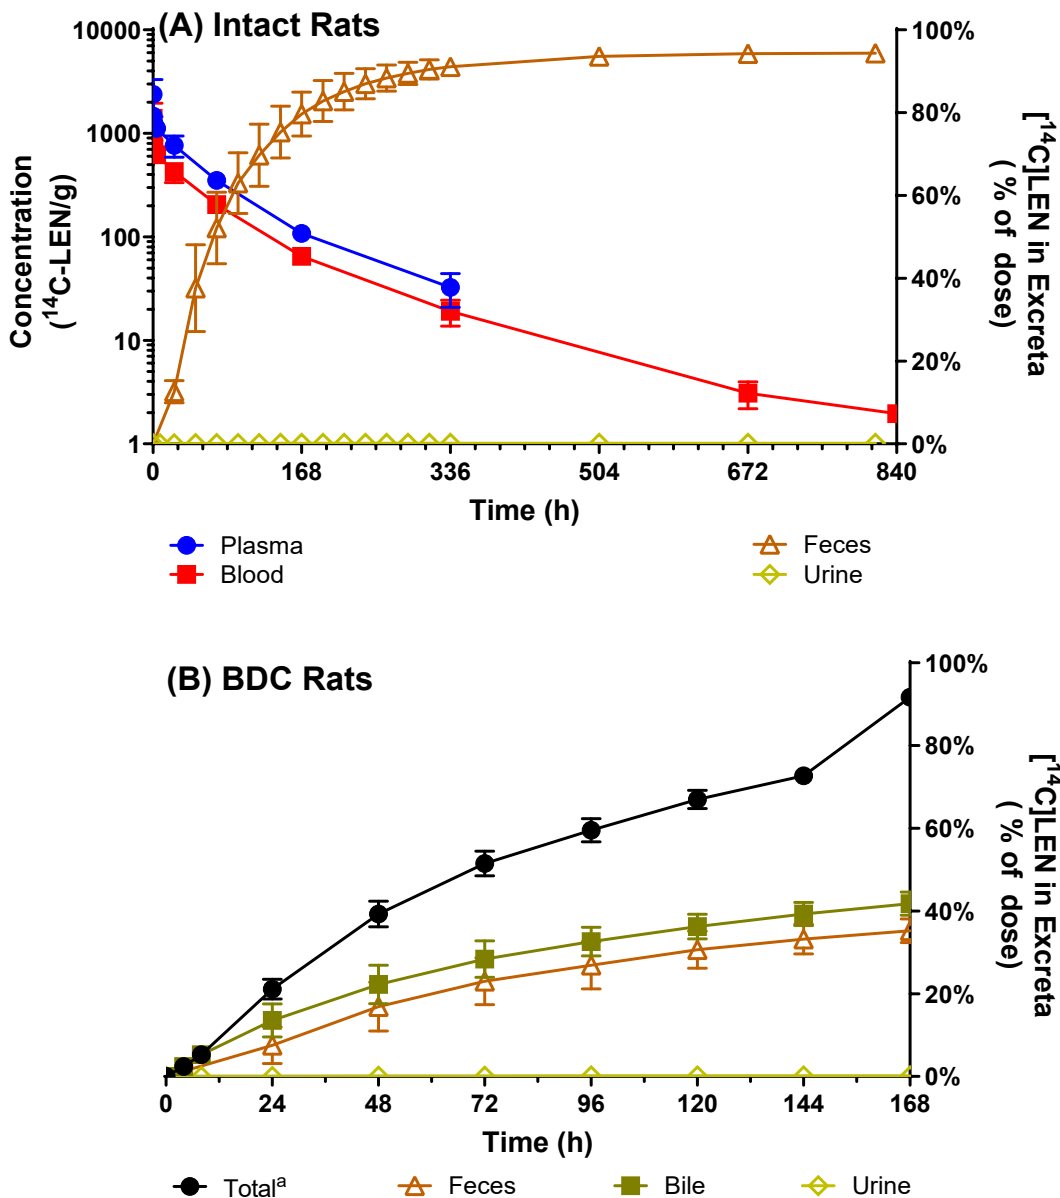 (A) Intact Rats
Concentration
(¹⁴C-LEN/g)
10000
1000
100
10
1
100%
80%
60%
40%
20%
0%
[¹⁴C]LEN in Excreta
( % of dose)
0 168 336 504 672 840
Time (h)
Plasma
Blood
Feces
Urine
(B) BDC Rats
100%
80%
60%
40%
20%
0%
[¹⁴C]LEN in Excreta
( % of dose)
0 24 48 72 96 120 144 168
Time (h)
Totalᵃ Feces Bile Urine